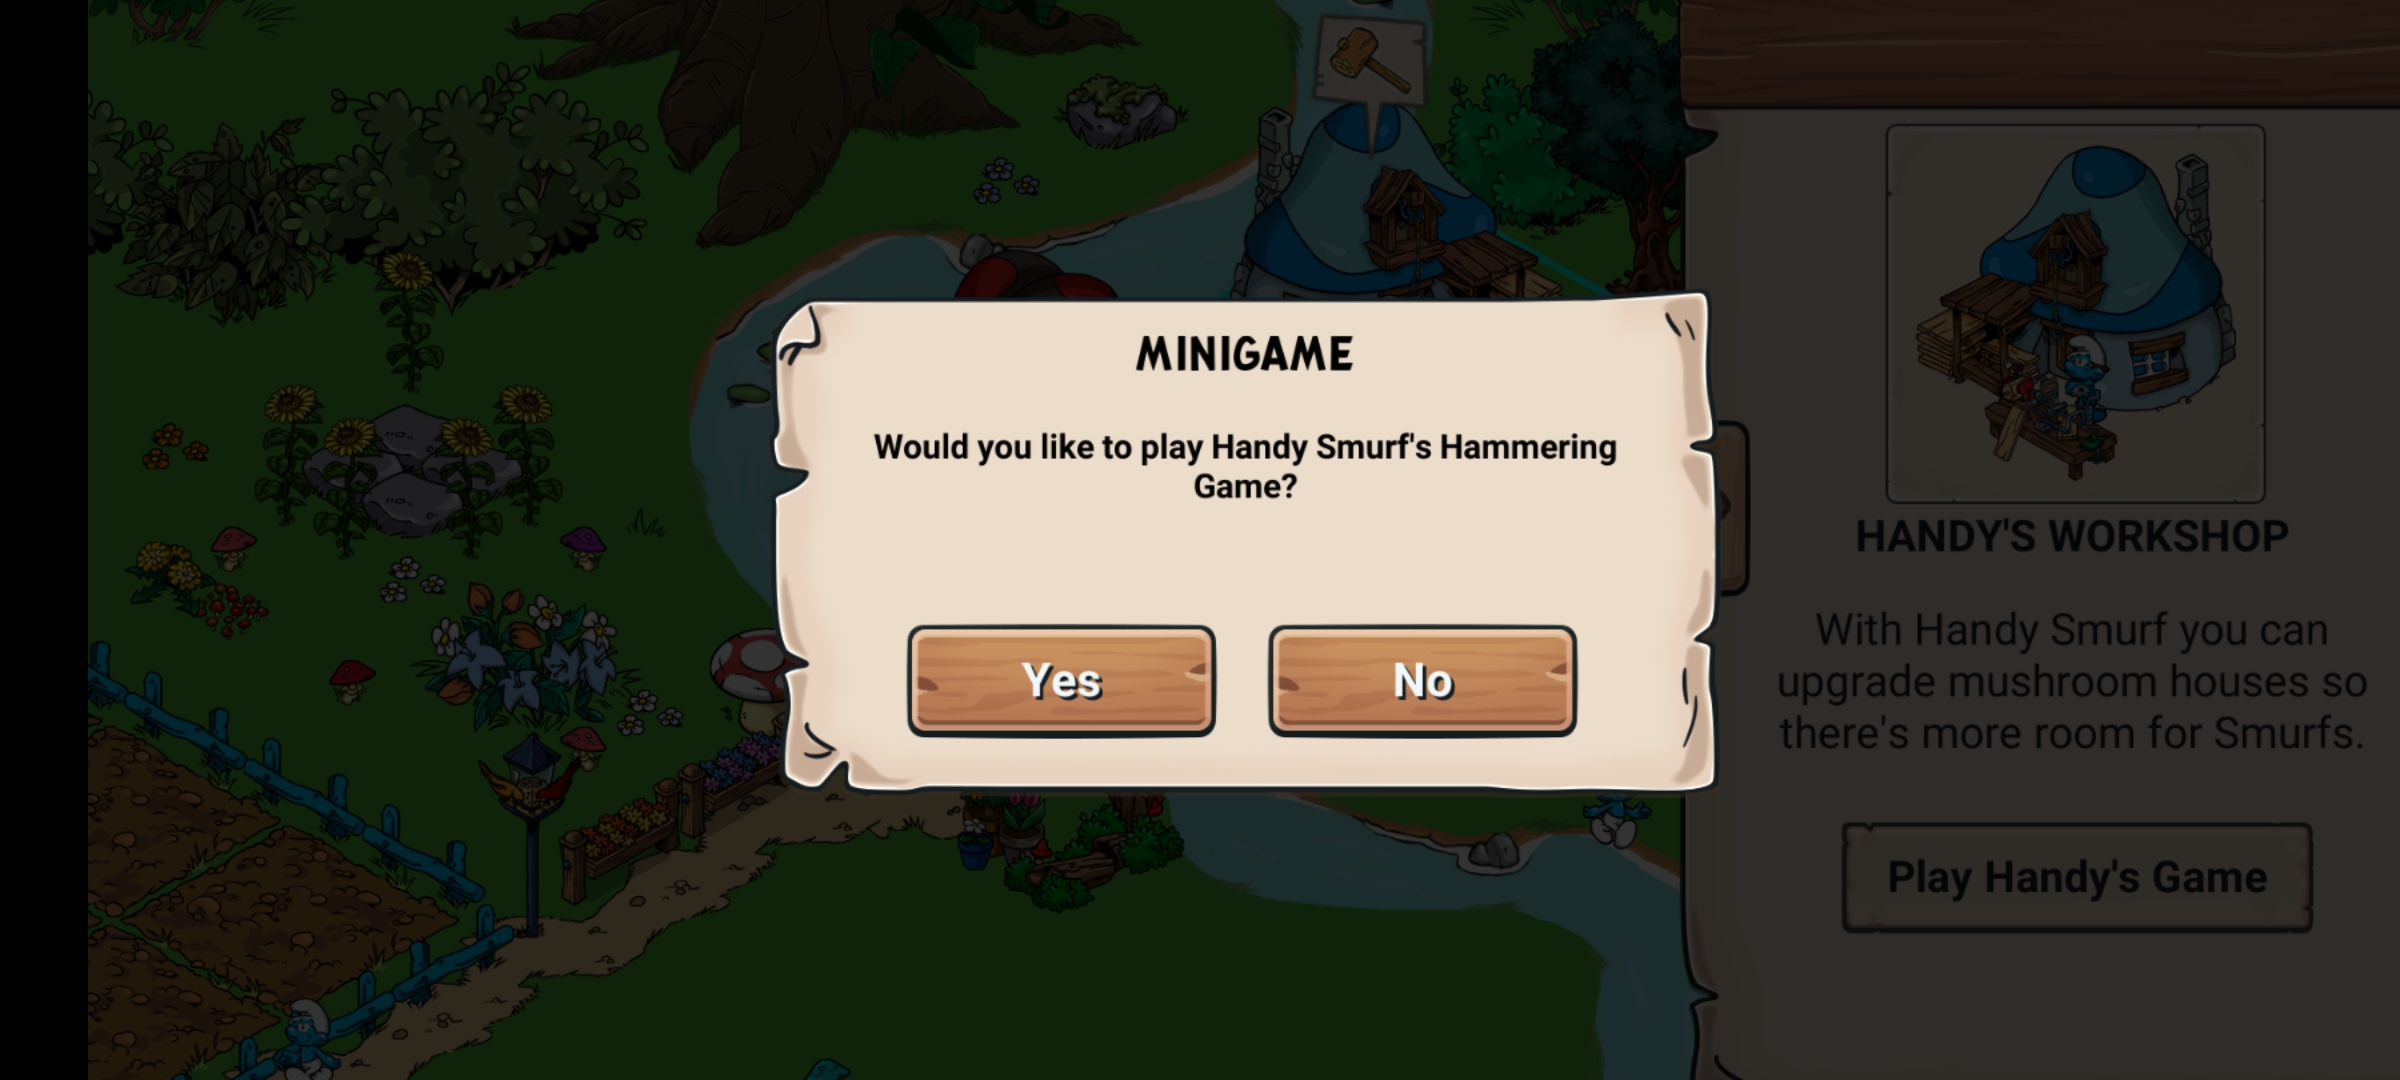 MINIGAME
Would you like to play Handy Smurf's Hammering
Game?
Yes
No
HANDY'S WORKSHOP
With Handy Smurf you can
upgrade mushroom houses so
there's more room for Smurfs.
Play Handy's Game